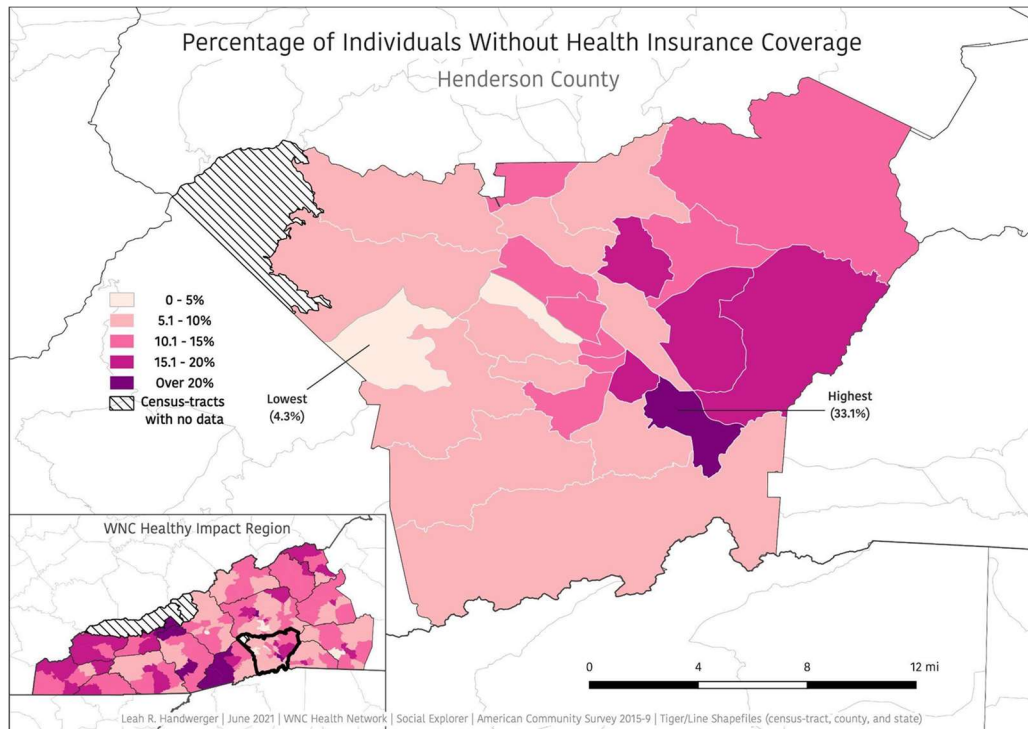 Percentage of Individuals Without Health Insurance Coverage
Henderson County
0 - 5%
5.1 - 10%
10.1 - 15%
15.1 - 20%
Over 20%
Census-tracts
with no data
Lowest
(4.3%)
Highest
(33.1%)
WNC Healthy Impact Region
0 4 8 12 mi
Leah R. Handwerger | June 2021 | WNC Health Network | Social Explorer | American Community Survey 2015-9 | Tiger/Line Shapefiles (census-tract, county, and state)